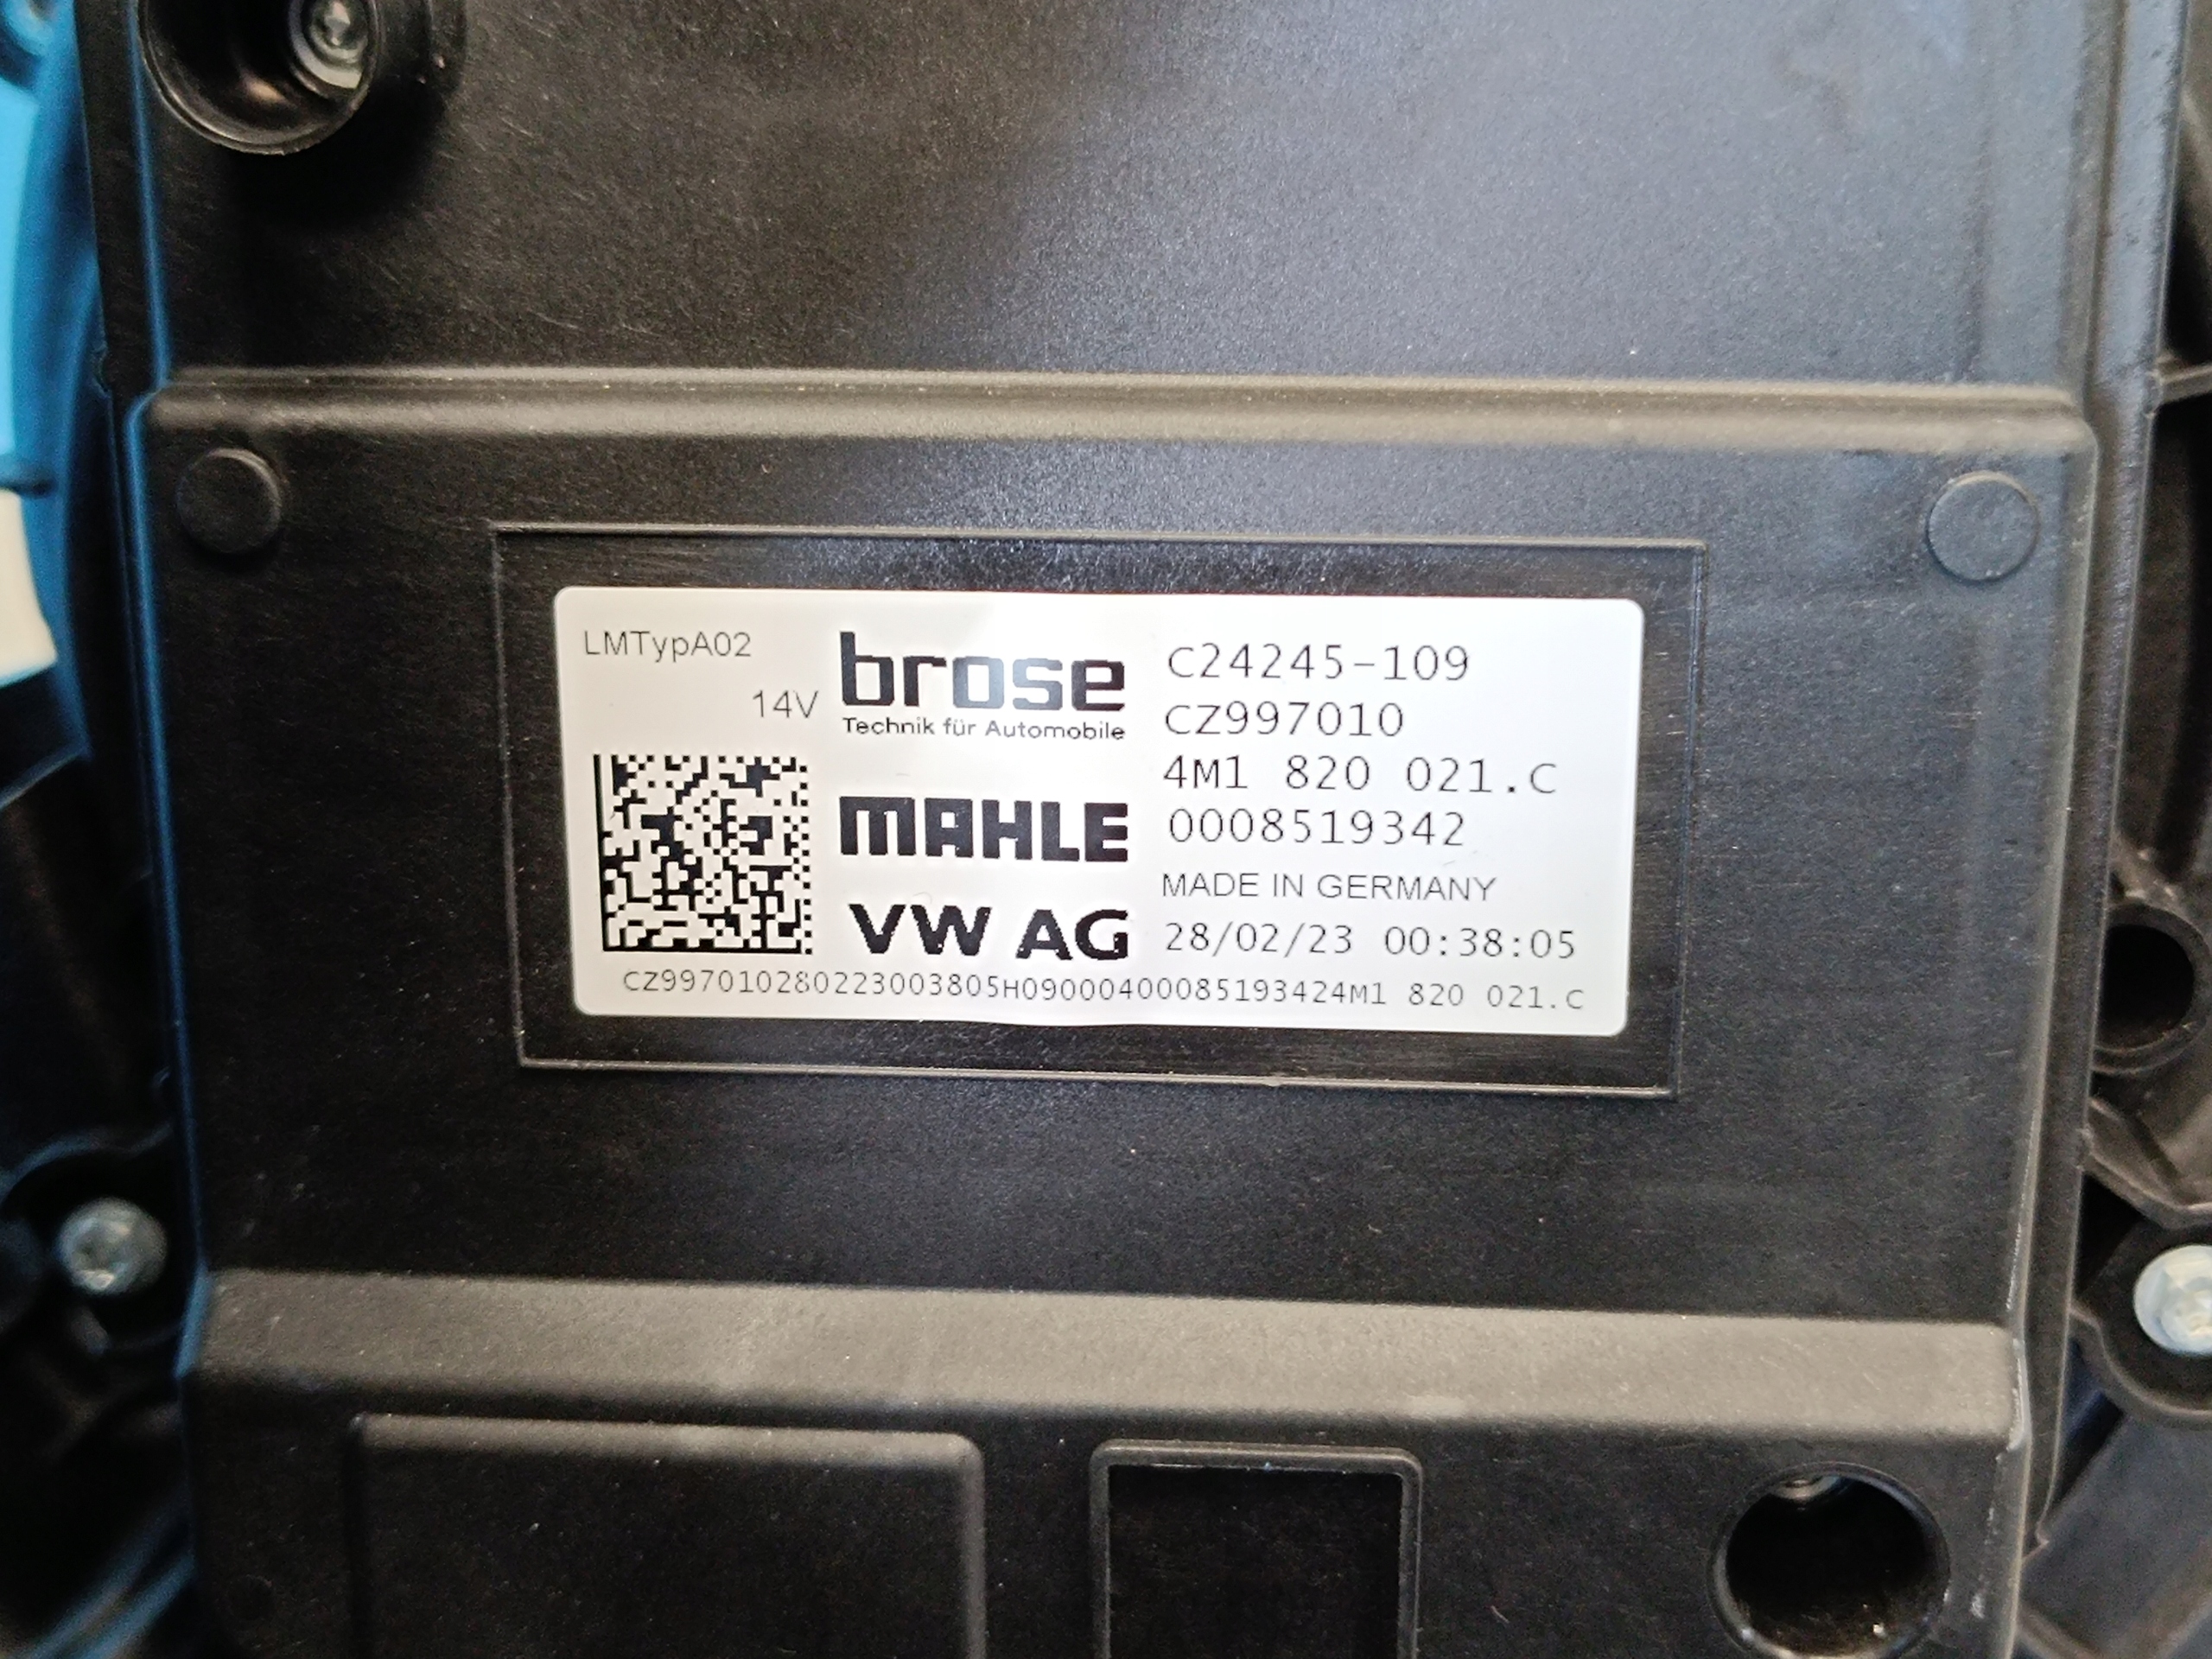 LMTypA02
14V
brose
Technik für Automobile
MAHLE
VW AG
C24245-109
CZ997010
4M1 820 021.C
0008519342
MADE IN GERMANY
28/02/23 00:38:05
CZ997010280223003805H09000400085193424M1 820 021.C